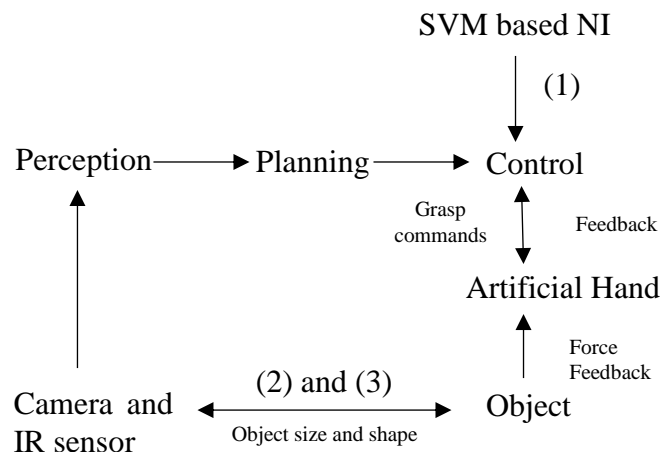 SVM based NI
(1)
Perception
Planning
Control
Grasp
commands
Feedback
Artificial Hand
Force
Feedback
(2) and (3)
Camera and
IR sensor
Object size and shape
Object